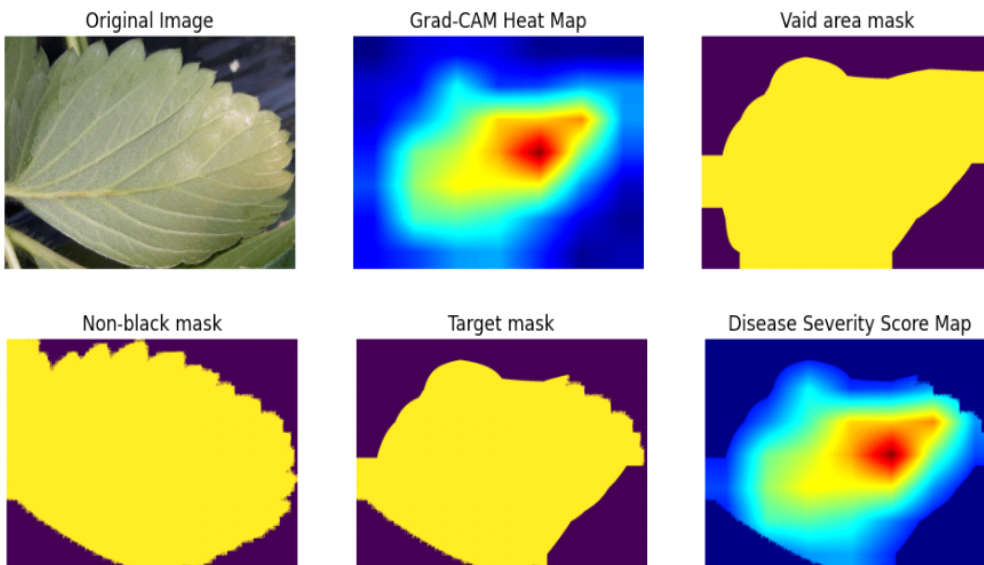 Original Image
Grad-CAM Heat Map
Vaid area mask
Non-black mask
Target mask
Disease Severity Score Map